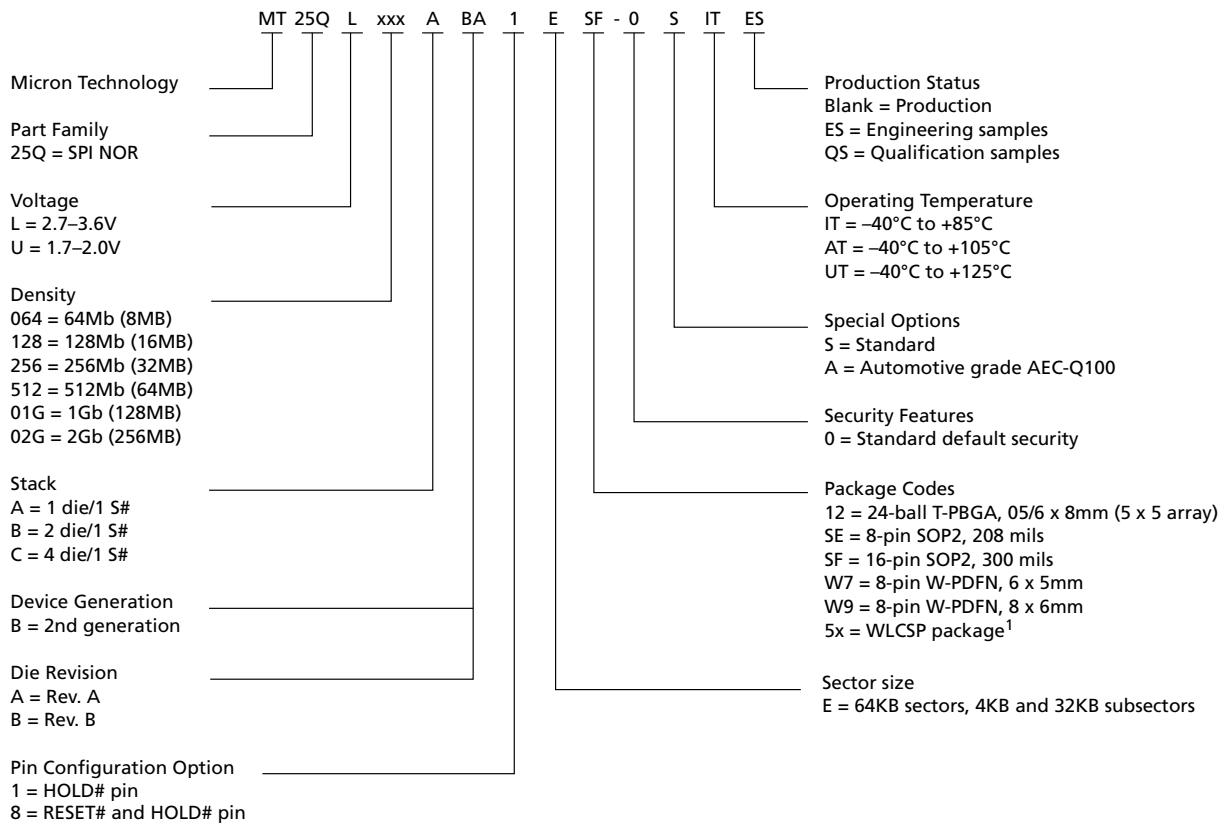 MT 25Q L xxx A BA 1 E SF - 0 S IT ES
Micron Technology
Part Family
25Q = SPI NOR
Voltage
L = 2.7–3.6V
U = 1.7–2.0V
Density
064 = 64Mb (8MB)
128 = 128Mb (16MB)
256 = 256Mb (32MB)
512 = 512Mb (64MB)
01G = 1Gb (128MB)
02G = 2Gb (256MB)
Stack
A = 1 die/1 S#
B = 2 die/1 S#
C = 4 die/1 S#
Device Generation
B = 2nd generation
Die Revision
A = Rev. A
B = Rev. B
Pin Configuration Option
1 = HOLD# pin
8 = RESET# and HOLD# pin
Production Status
Blank = Production
ES = Engineering samples
QS = Qualification samples
Operating Temperature
IT = –40°C to +85°C
AT = –40°C to +105°C
UT = –40°C to +125°C
Special Options
S = Standard
A = Automotive grade AEC-Q100
Security Features
0 = Standard default security
Package Codes
12 = 24-ball T-PBGA, 05/6 x 8mm (5 x 5 array)
SE = 8-pin SOP2, 208 mils
SF = 16-pin SOP2, 300 mils
W7 = 8-pin W-PDFN, 6 x 5mm
W9 = 8-pin W-PDFN, 8 x 6mm
5x = WLCSP package1
Sector size
E = 64KB sectors, 4KB and 32KB subsectors